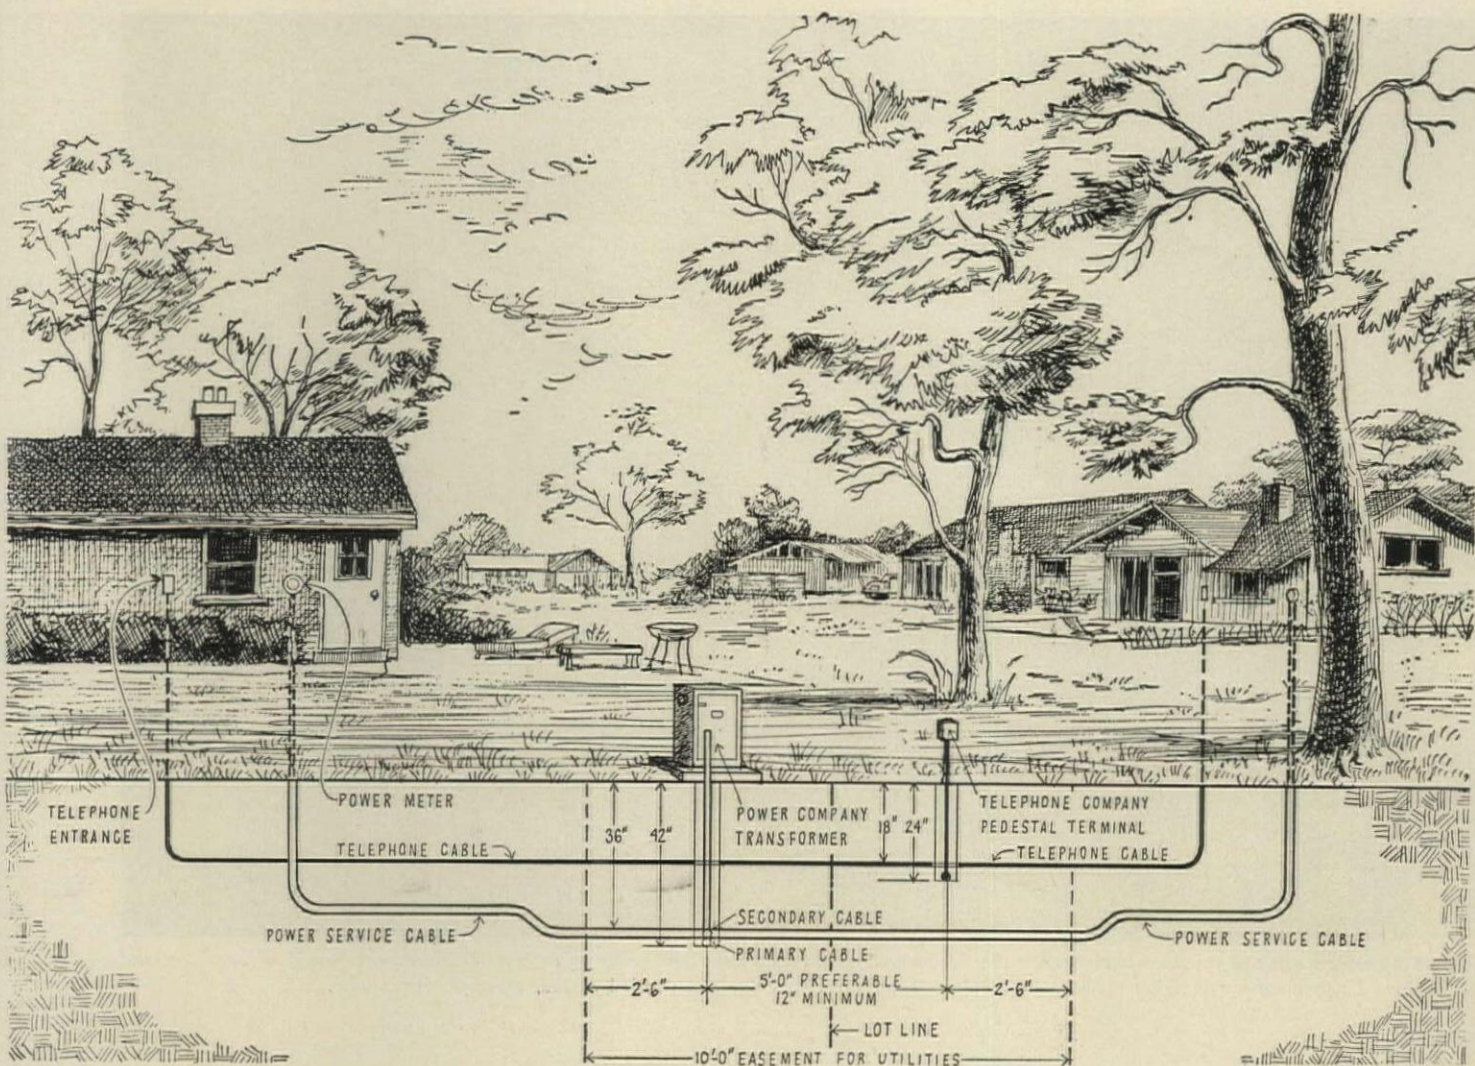 TELEPHONE
ENTRANCE
POWER METER
TELEPHONE CABLE
POWER SERVICE CABLE
36"
42"
POWER COMPANY
TRANSFORMER
18"
24"
TELEPHONE COMPANY
PEDESTAL TERMINAL
TELEPHONE CABLE
SECONDARY CABLE
PRIMARY CABLE
POWER SERVICE CABLE
2'-6"
5'-0" PREFERABLE
12" MINIMUM
2'-6"
LOT LINE
10'-0" EASEMENT FOR UTILITIES